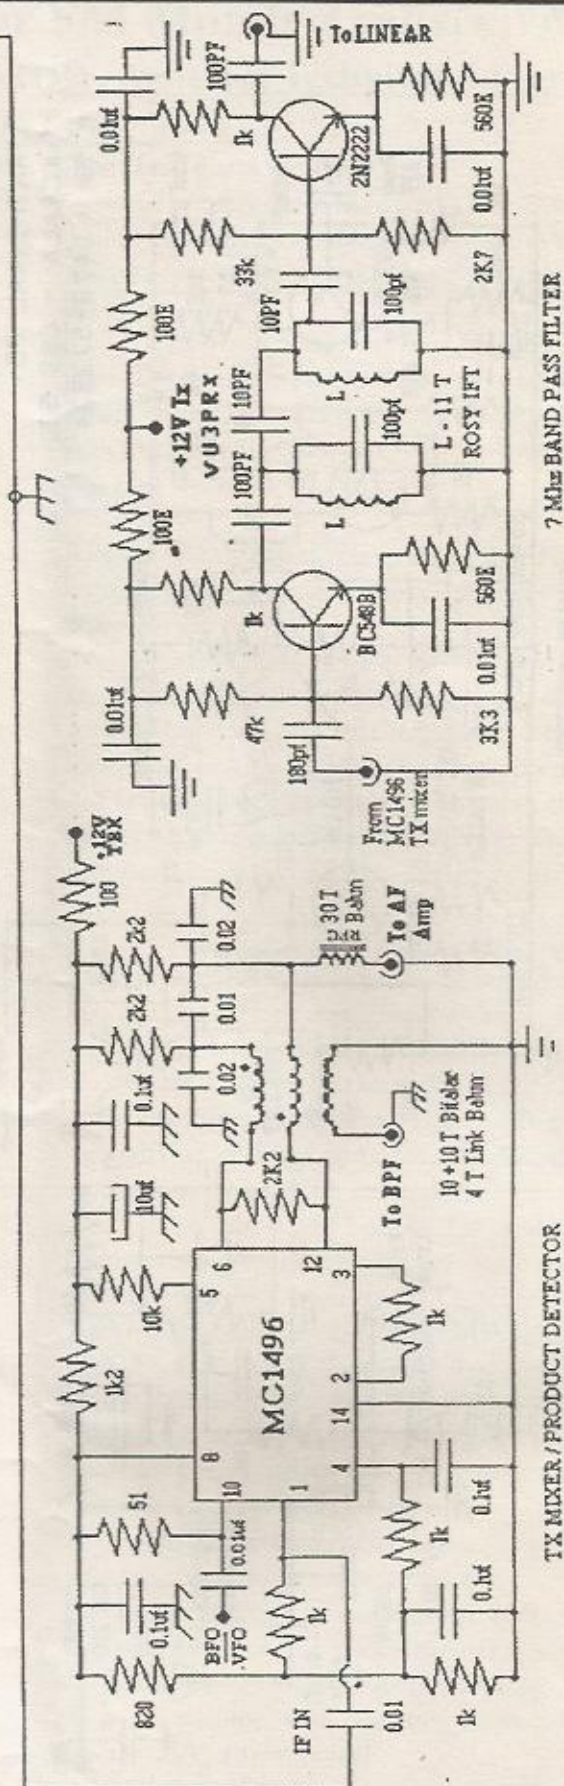 820
0.1uf
51
1k2
10k
10uf
0.1uf
2k2
2k2
100
+12V
TRX
0.02
0.01
0.02
BFO
VFO
0.01uf
10
8
5
6
MC1496
1
4
14
2
3
12
2K2
30 T
Balun
To AF
Amp
To BPF
10+10 T Bifalar
4 T Link Balun
1k
IF IN
0.01
1k
0.1uf
1k
0.1uf
1k
TX MIXER / PRODUCT DETECTOR
0.01uf
100E
+12V Tx
VU3PRX
100E
0.01uf
47k
1k
100PF
10PF
10PF
33k
1k
100PF
To LINEAR
180pf
From
MC1496
TX mixer
BC548B
3K3
0.01uf
560E
L
100pf
L
100pf
L - 11 T
ROSY IFT
2N2222
2K7
0.01uf
560E
7 Mhz BAND PASS FILTER